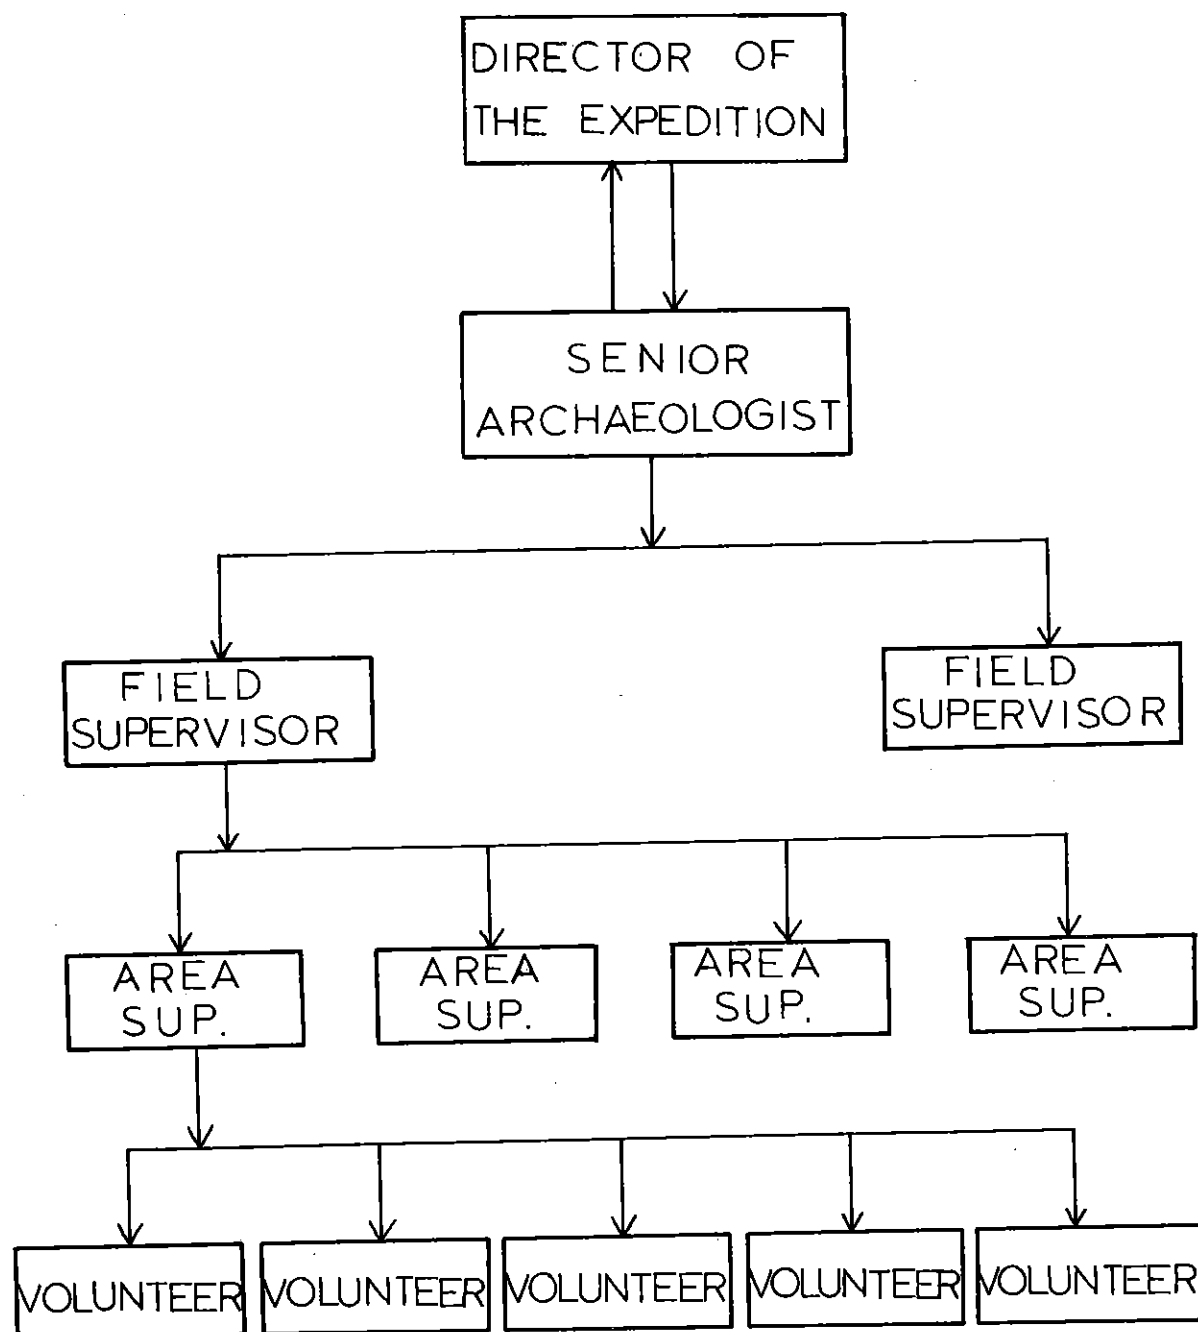 DIRECTOR OF
THE EXPEDITION
SENIOR
ARCHAEOLOGIST
FIELD
SUPERVISOR
FIELD
SUPERVISOR
AREA
SUP.
AREA
SUP.
AREA
SUP.
AREA
SUP.
VOLUNTEER
VOLUNTEER
VOLUNTEER
VOLUNTEER
VOLUNTEER